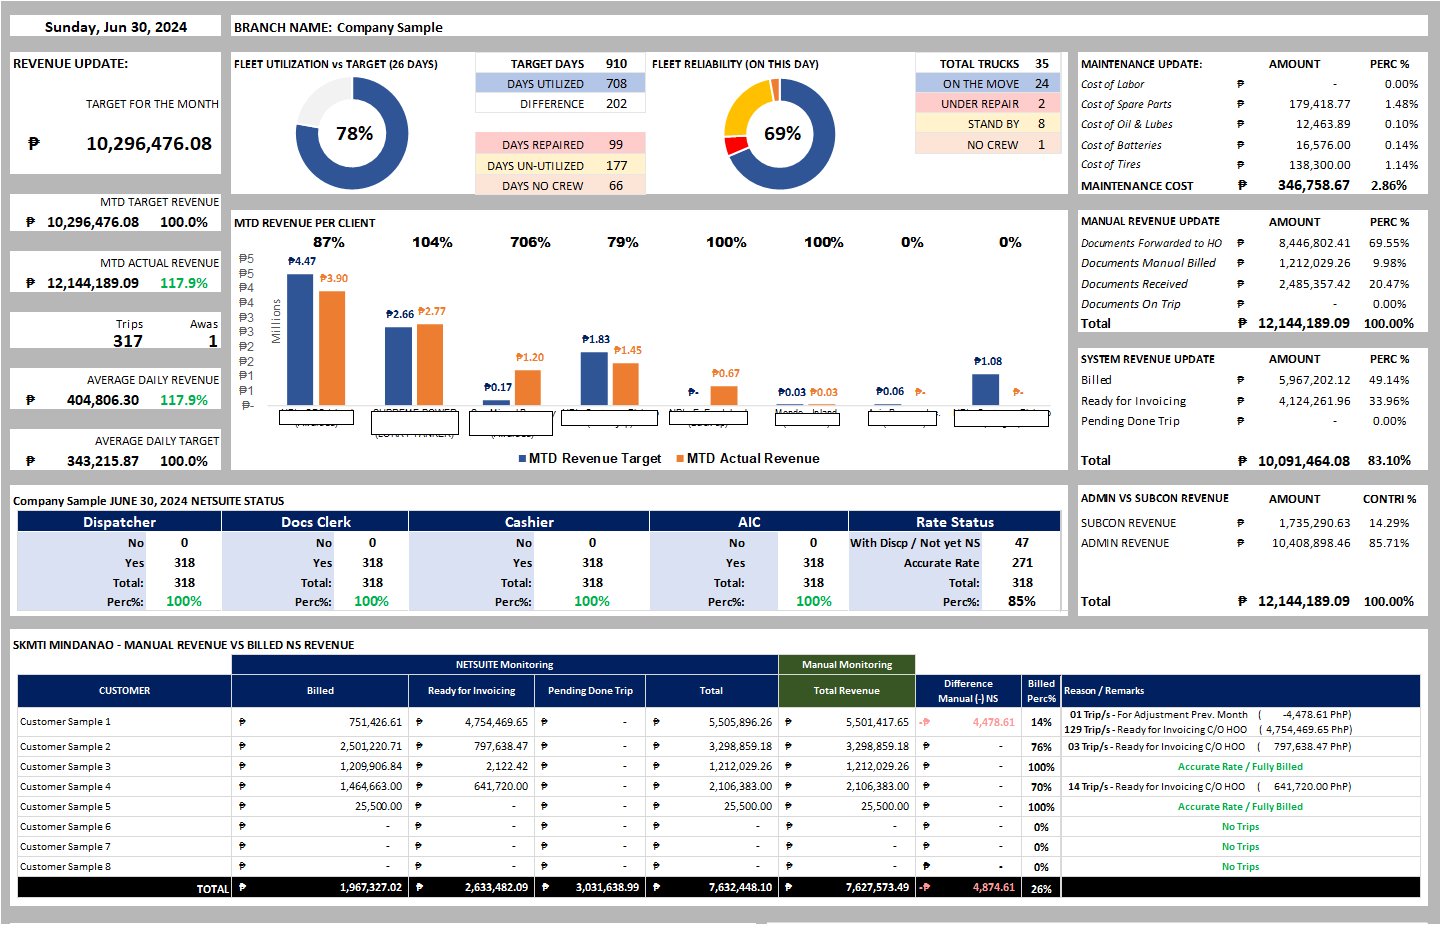 Sunday, Jun 30, 2024
BRANCH NAME: Company Sample
REVENUE UPDATE:
TARGET FOR THE MONTH
₱ 10,296,476.08
MTD TARGET REVENUE
₱ 10,296,476.08 100.0%
MTD ACTUAL REVENUE
₱ 12,144,189.09 117.9%
Trips Awas
317 1
AVERAGE DAILY REVENUE
₱ 404,806.30 117.9%
AVERAGE DAILY TARGET
₱ 343,215.87 100.0%
FLEET UTILIZATION vs TARGET (26 DAYS)
78%
TARGET DAYS 910
DAYS UTILIZED 708
DIFFERENCE 202
DAYS REPAIRED 99
DAYS UN-UTILIZED 177
DAYS NO CREW 66
FLEET RELIABILITY (ON THIS DAY)
69%
TOTAL TRUCKS 35
ON THE MOVE 24
UNDER REPAIR 2
STAND BY 8
NO CREW 1
MTD REVENUE PER CLIENT
87% 104% 706% 79% 100% 100% 0% 0%
₱5
₱5
₱4
₱4
₱3
₱3
₱2
₱2
₱1
₱1
₱-
Millions
₱4.47 ₱3.90
₱2.66 ₱2.77
₱0.17 ₱1.20
₱1.83 ₱1.45
₱- ₱0.67
₱0.03 ₱0.03
₱0.06 ₱-
₱1.08 ₱-
MTD Revenue Target MTD Actual Revenue
MAINTENANCE UPDATE: AMOUNT PERC %
Cost of Labor ₱ - 0.00%
Cost of Spare Parts ₱ 179,418.77 1.48%
Cost of Oil & Lubes ₱ 12,463.89 0.10%
Cost of Batteries ₱ 16,576.00 0.14%
Cost of Tires ₱ 138,300.00 1.14%
MAINTENANCE COST ₱ 346,758.67 2.86%
MANUAL REVENUE UPDATE AMOUNT PERC %
Documents Forwarded to HO ₱ 8,446,802.41 69.55%
Documents Manual Billed ₱ 1,212,029.26 9.98%
Documents Received ₱ 2,485,357.42 20.47%
Documents On Trip ₱ - 0.00%
Total ₱ 12,144,189.09 100.00%
SYSTEM REVENUE UPDATE AMOUNT PERC %
Billed ₱ 5,967,202.12 49.14%
Ready for Invoicing ₱ 4,124,261.96 33.96%
Pending Done Trip ₱ - 0.00%
Total ₱ 10,091,464.08 83.10%
ADMIN VS SUBCON REVENUE AMOUNT CONTRI %
SUBCON REVENUE ₱ 1,735,290.63 14.29%
ADMIN REVENUE ₱ 10,408,898.46 85.71%
Total ₱ 12,144,189.09 100.00%
Company Sample JUNE 30, 2024 NETSUITE STATUS
Dispatcher Docs Clerk Cashier AIC Rate Status
No 0 No 0 No 0 No 0 With Discp / Not yet NS 47
Yes 318 Yes 318 Yes 318 Yes 318 Accurate Rate 271
Total: 318 Total: 318 Total: 318 Total: 318 Total: 318
Perc%: 100% Perc%: 100% Perc%: 100% Perc%: 100% Perc%: 85%
SKMTI MINDANAO - MANUAL REVENUE VS BILLED NS REVENUE
NETSUITE Monitoring Manual Monitoring
CUSTOMER Billed Ready for Invoicing Pending Done Trip Total Total Revenue Difference Manual (-) NS Billed Perc% Reason / Remarks
Customer Sample 1 ₱ 751,426.61 ₱ 4,754,469.65 ₱ - ₱ 5,505,896.26 ₱ 5,501,417.65 -₱ 4,478.61 14% 01 Trip/s - For Adjustment Prev. Month ( -4,478.61 PhP)
129 Trip/s - Ready for Invoicing C/O HOO ( 4,754,469.65 PhP)
Customer Sample 2 ₱ 2,501,220.71 ₱ 797,638.47 ₱ - ₱ 3,298,859.18 ₱ 3,298,859.18 ₱ - 76% 03 Trip/s - Ready for Invoicing C/O HOO ( 797,638.47 PhP)
Customer Sample 3 ₱ 1,209,906.84 ₱ 2,122.42 ₱ - ₱ 1,212,029.26 ₱ 1,212,029.26 ₱ - 100% Accurate Rate / Fully Billed
Customer Sample 4 ₱ 1,464,663.00 ₱ 641,720.00 ₱ - ₱ 2,106,383.00 ₱ 2,106,383.00 ₱ - 70% 14 Trip/s - Ready for Invoicing C/O HOO ( 641,720.00 PhP)
Customer Sample 5 ₱ 25,500.00 ₱ - ₱ - ₱ 25,500.00 ₱ 25,500.00 ₱ - 100% Accurate Rate / Fully Billed
Customer Sample 6 ₱ - ₱ - ₱ - ₱ - ₱ - ₱ - 0% No Trips
Customer Sample 7 ₱ - ₱ - ₱ - ₱ - ₱ - ₱ - 0% No Trips
Customer Sample 8 ₱ - ₱ - ₱ - ₱ - ₱ - ₱ - 0% No Trips
TOTAL ₱ 1,967,327.02 ₱ 2,633,482.09 ₱ 3,031,638.99 ₱ 7,632,448.10 ₱ 7,627,573.49 -₱ 4,874.61 26%